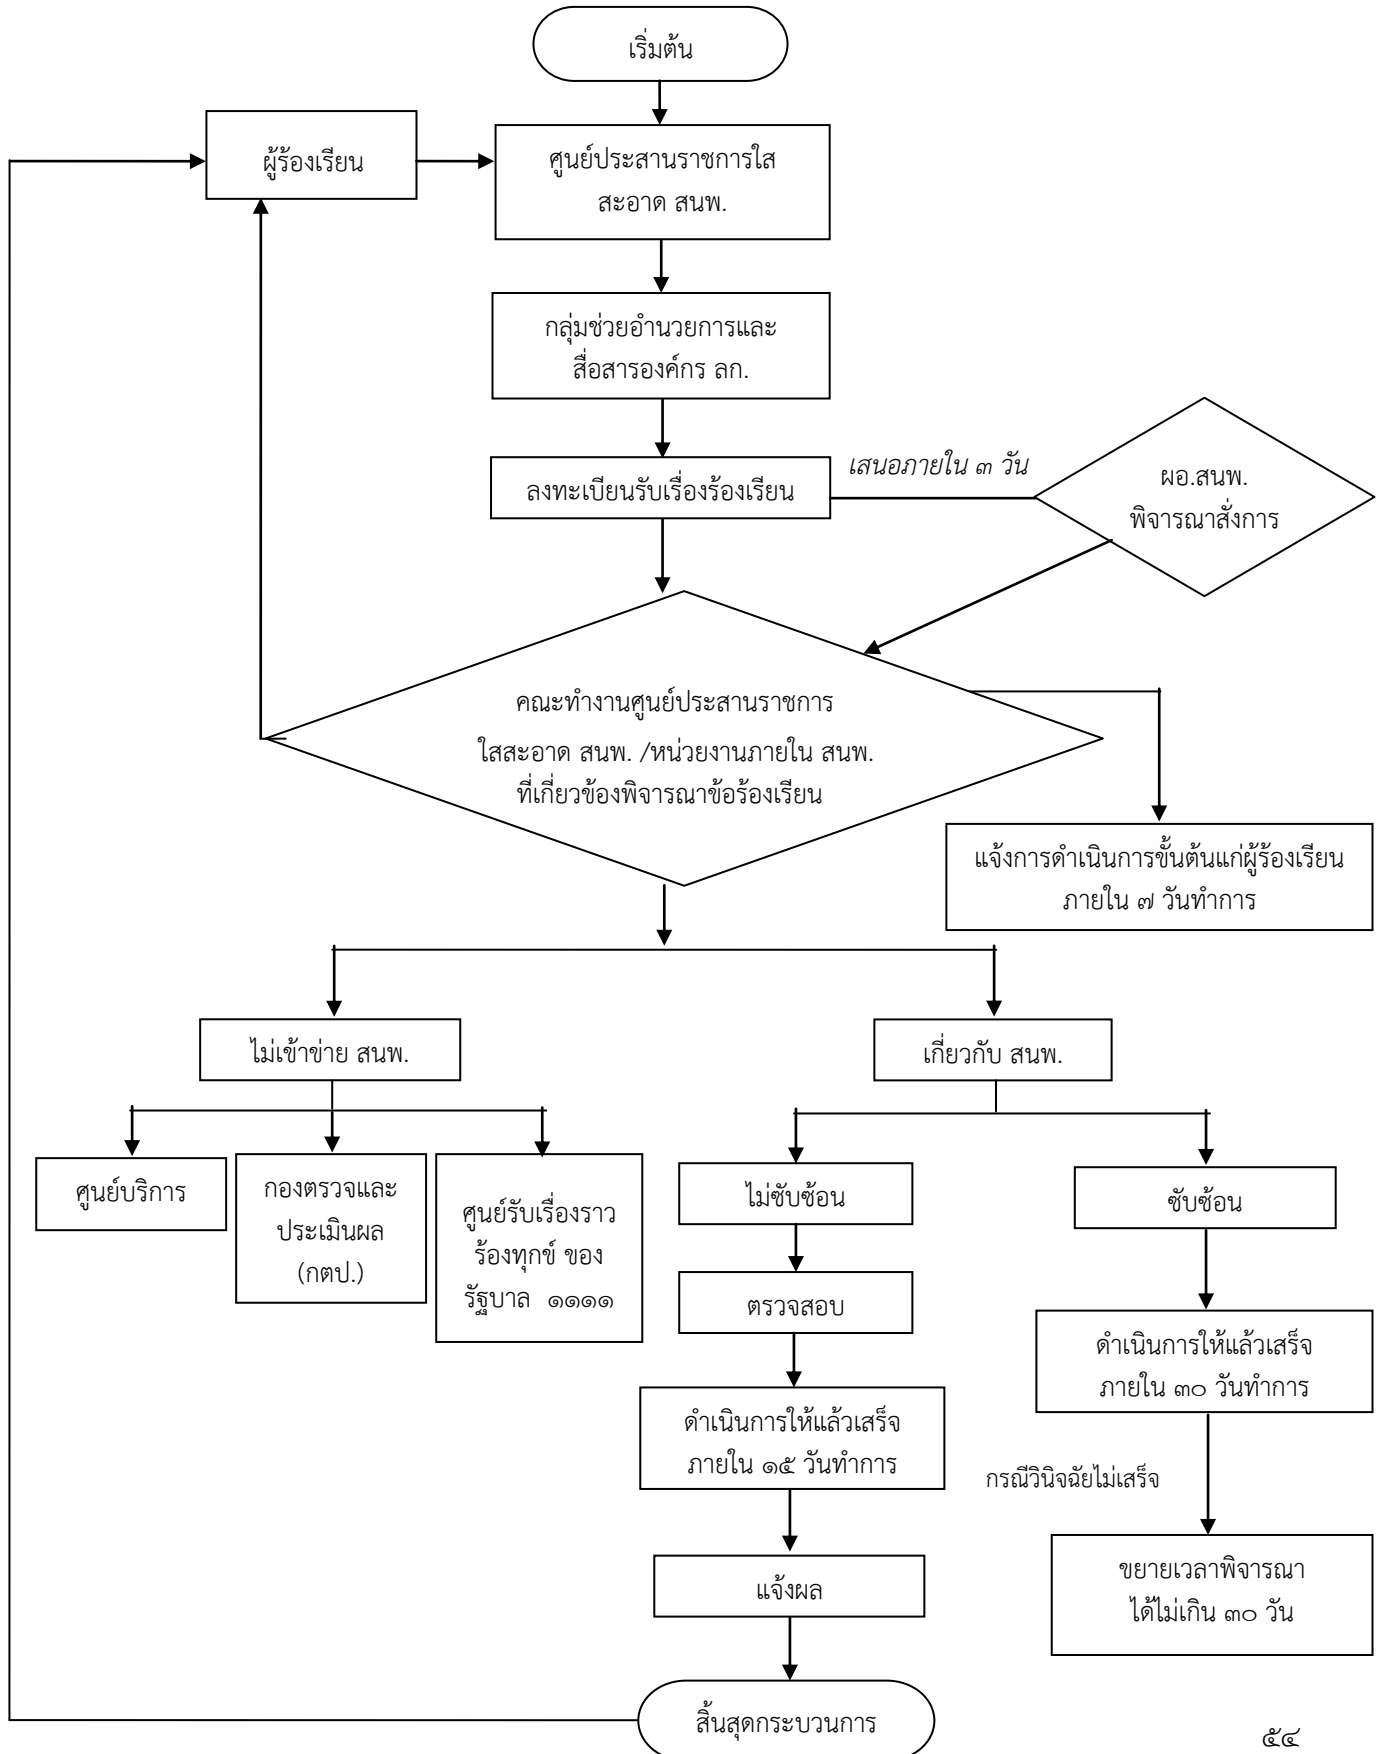 เริ่มต้น
ผู้ร้องเรียน
ศูนย์ประสานราชการใส
สะอาด สนพ.
กลุ่มช่วยอำนวยการและ
สื่อสารองค์กร ลก.
ลงทะเบียนรับเรื่องร้องเรียน
เสนอภายใน ๓ วัน
ผอ.สนพ.
พิจารณาสั่งการ
คณะทำงานศูนย์ประสานราชการ
ใสสะอาด สนพ. /หน่วยงานภายใน สนพ.
ที่เกี่ยวข้องพิจารณาข้อร้องเรียน
แจ้งการดำเนินการขั้นต้นแก่ผู้ร้องเรียน
ภายใน ๗ วันทำการ
ไม่เข้าข่าย สนพ.
เกี่ยวกับ สนพ.
ศูนย์บริการ
กองตรวจและ
ประเมินผล
(กตป.)
ศูนย์รับเรื่องราว
ร้องทุกข์ ของ
รัฐบาล ๑๑๑๑
ไม่ซับซ้อน
ซับซ้อน
ตรวจสอบ
ดำเนินการให้แล้วเสร็จ
ภายใน ๓๐ วันทำการ
ดำเนินการให้แล้วเสร็จ
ภายใน ๑๕ วันทำการ
กรณีวินิจฉัยไม่เสร็จ
ขยายเวลาพิจารณา
ได้ไม่เกิน ๓๐ วัน
แจ้งผล
สิ้นสุดกระบวนการ
๕๔